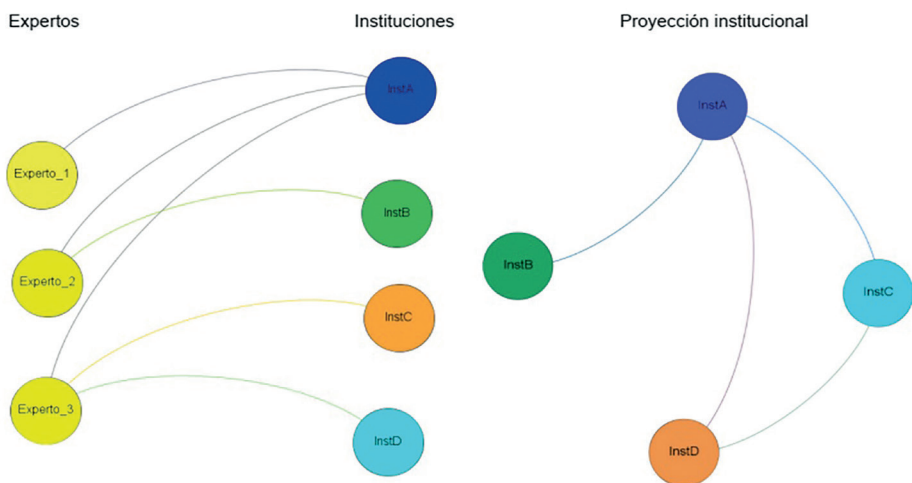 Expertos
Instituciones
Proyección institucional
InstA
Experto_1
InstB
Experto_2
InstC
Experto_3
InstD
InstA
InstB
InstC
InstD